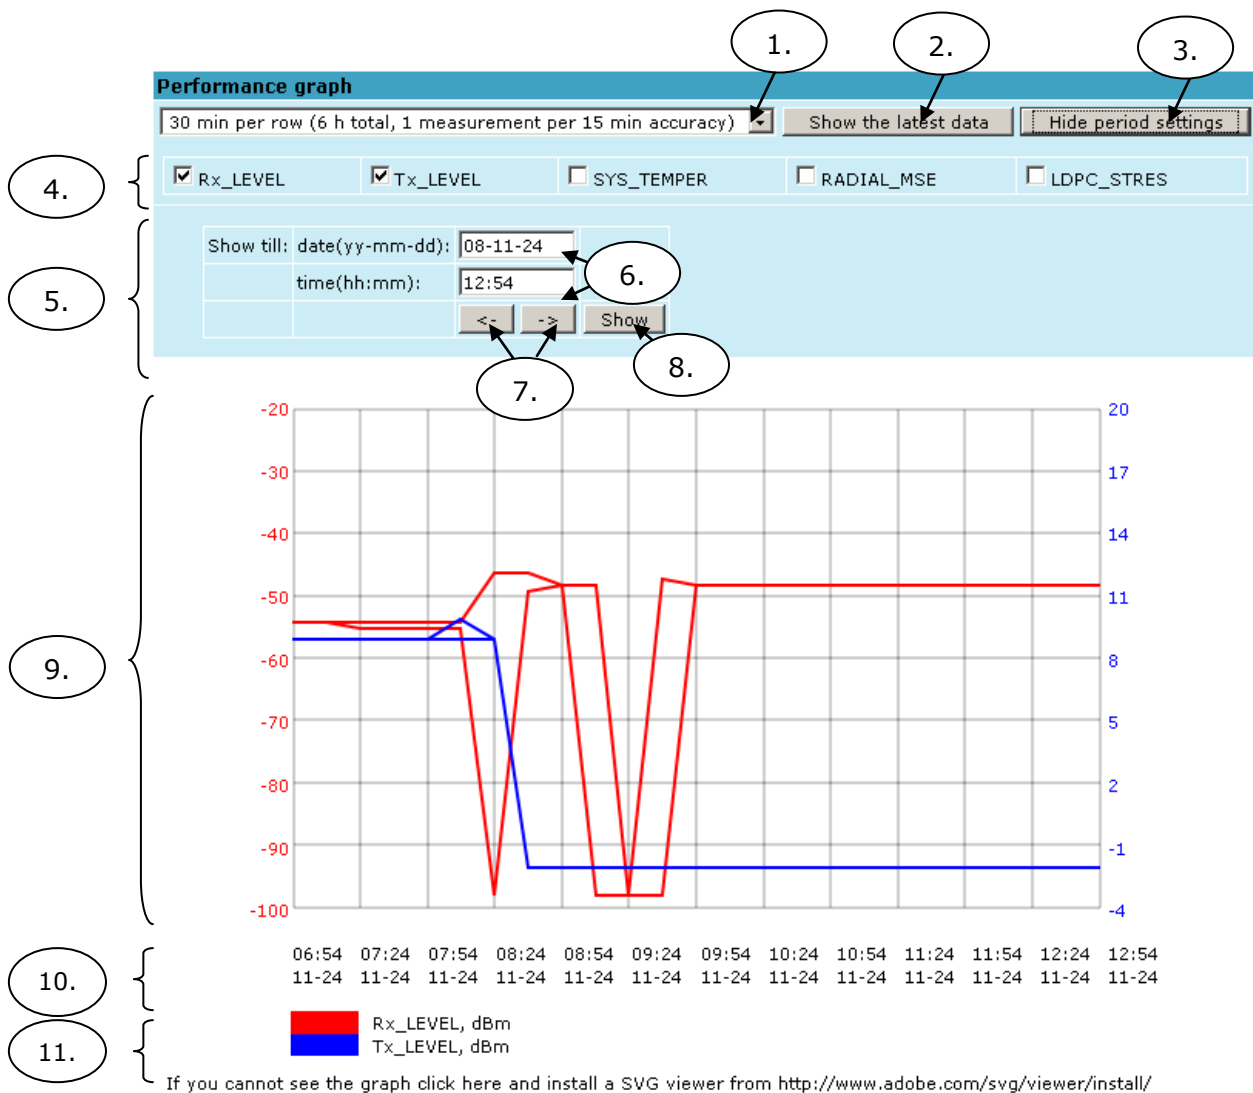 1.
2.
3.
Performance graph
30 min per row (6 h total, 1 measurement per 15 min accuracy)
Show the latest data
Hide period settings
4.
Rx_LEVEL
Tx_LEVEL
SYS_TEMPER
RADIAL_MSE
LDPC_STRES
5.
Show till: date(yy-mm-dd): 08-11-24
6.
time(hh:mm): 12:54
<- -> Show
7.
8.
9.
-20 20
-30 17
-40 14
-50 11
-60 8
-70 5
-80 2
-90 -1
-100 -4
10.
06:54 07:24 07:54 08:24 08:54 09:24 09:54 10:24 10:54 11:24 11:54 12:24 12:54
11-24 11-24 11-24 11-24 11-24 11-24 11-24 11-24 11-24 11-24 11-24 11-24 11-24
11.
Rx_LEVEL, dBm
Tx_LEVEL, dBm
If you cannot see the graph click here and install a SVG viewer from http://www.adobe.com/svg/viewer/install/